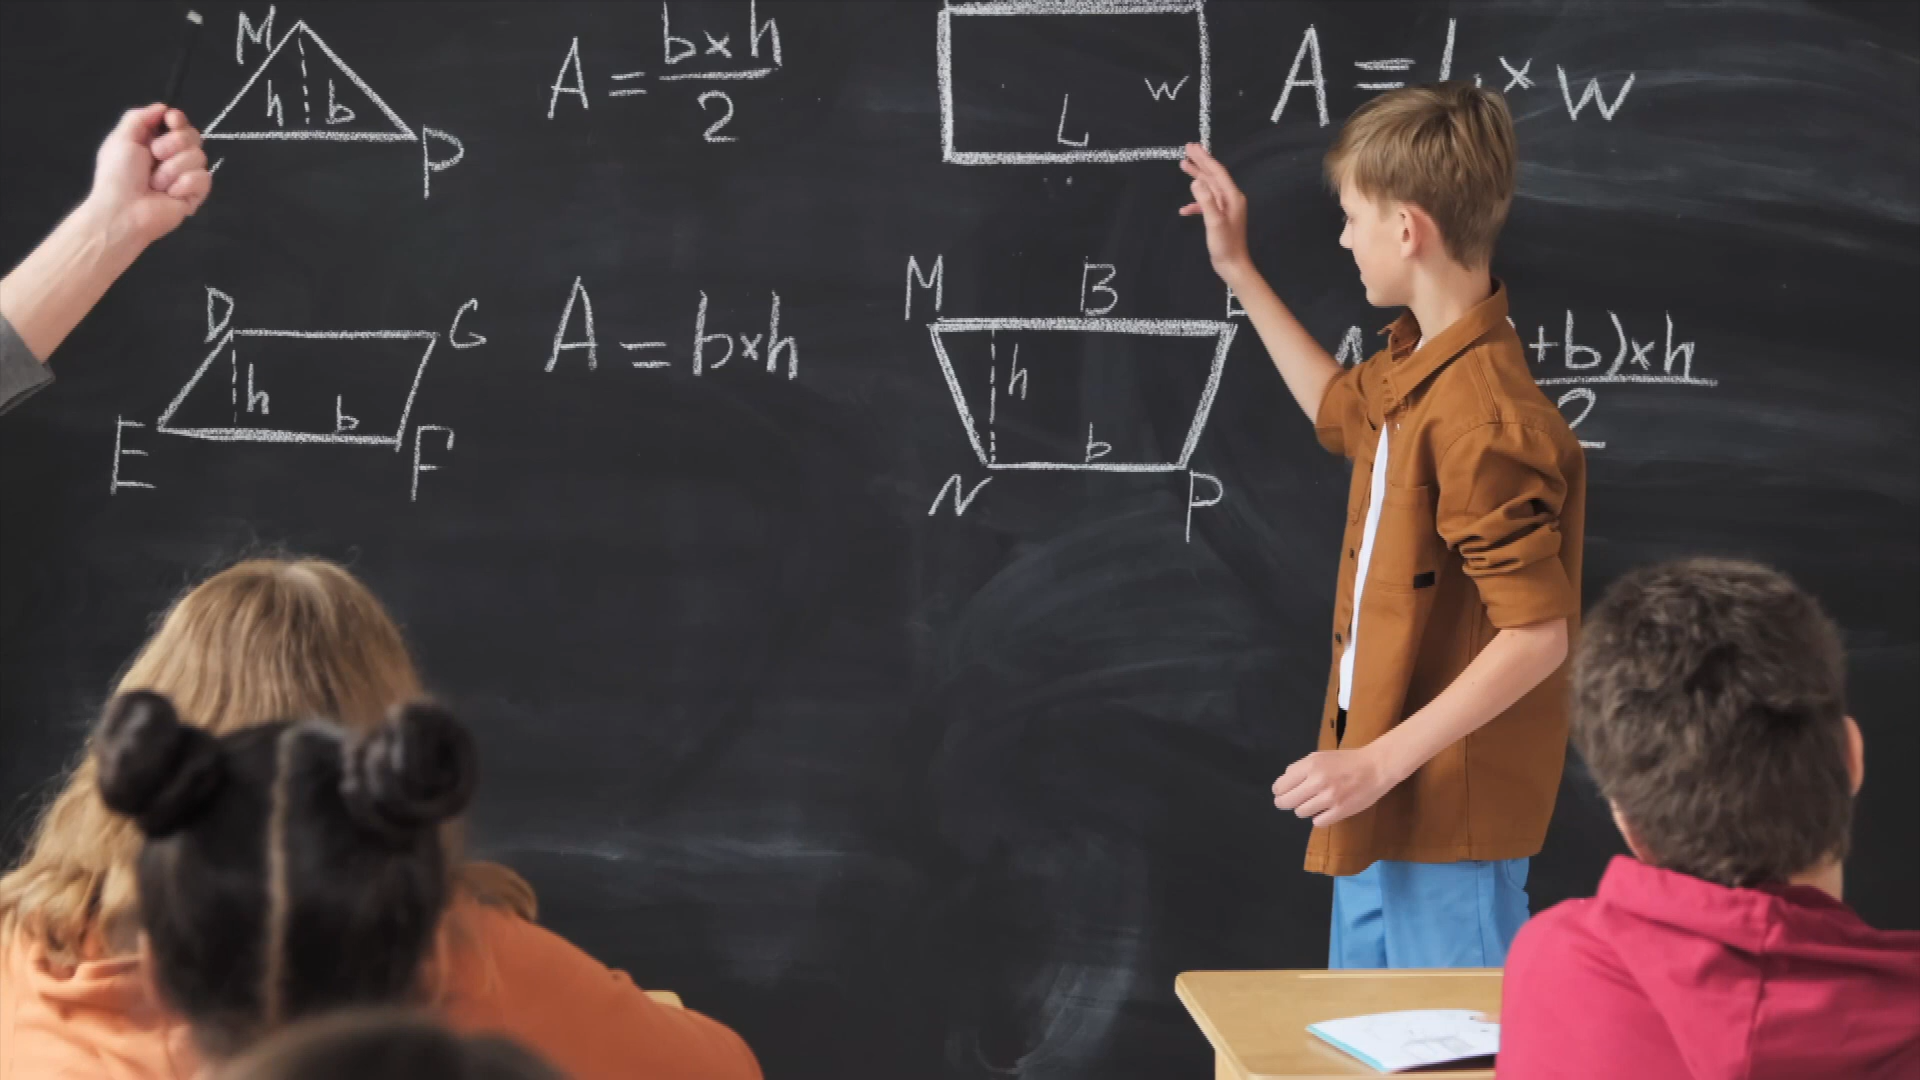 M
h b
P
A = b×h
2
L
W
A = L × W
D G
h b
E F
A = b×h
M B
h
b
N P
+b)×h
2